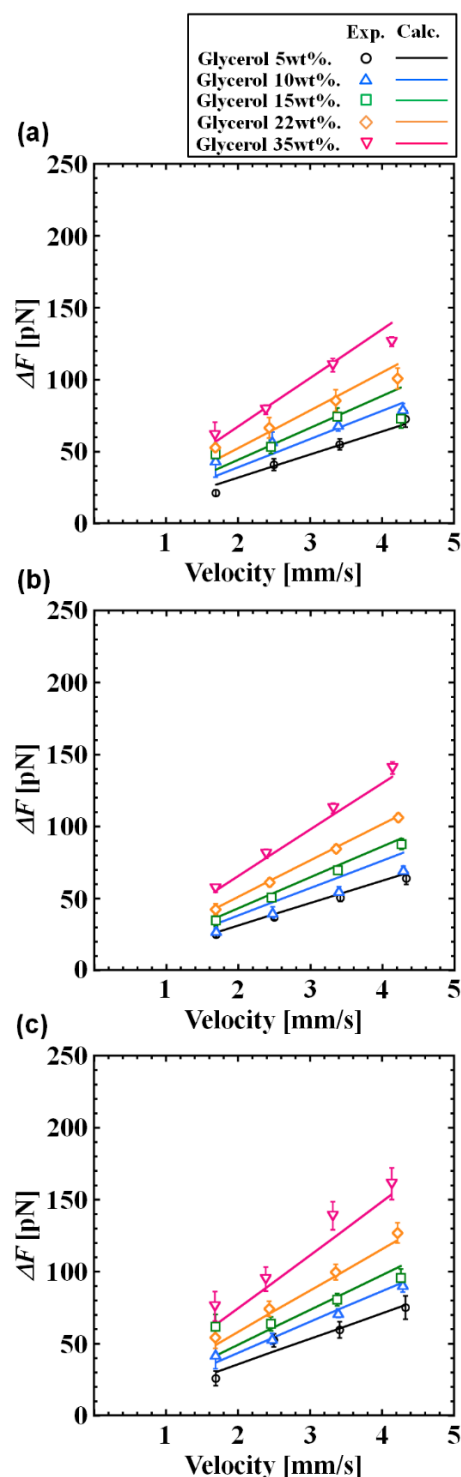 Exp. Calc.
Glycerol 5wt%.
Glycerol 10wt%.
Glycerol 15wt%.
Glycerol 22wt%.
Glycerol 35wt%.
(a)
250
200
150
100
50
0
ΔF [pN]
1 2 3 4 5
Velocity [mm/s]
(b)
250
200
150
100
50
0
ΔF [pN]
1 2 3 4 5
Velocity [mm/s]
(c)
250
200
150
100
50
0
ΔF [pN]
1 2 3 4 5
Velocity [mm/s]